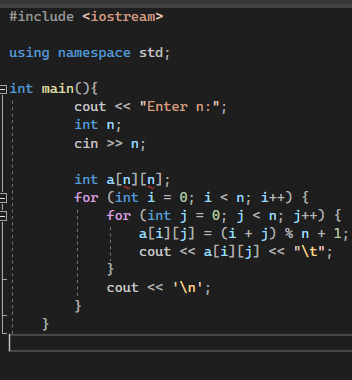 #include <iostream>
using namespace std;
int main(){
cout << "Enter n:";
int n;
cin >> n;
int a[n][n];
for (int i = 0; i < n; i++) {
for (int j = 0; j < n; j++) {
a[i][j] = (i + j) % n + 1;
cout << a[i][j] << "\t";
}
cout << '\n';
}
}